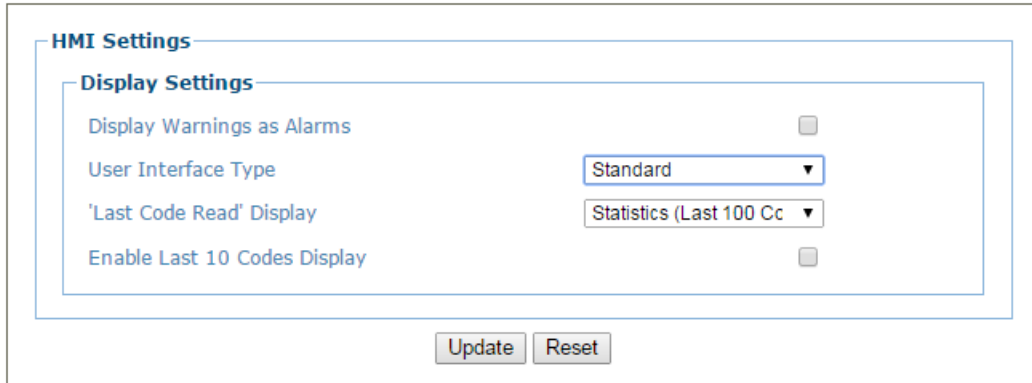 HMI Settings
Display Settings
Display Warnings as Alarms
User Interface Type Standard
'Last Code Read' Display Statistics (Last 100 Cc
Enable Last 10 Codes Display
Update Reset